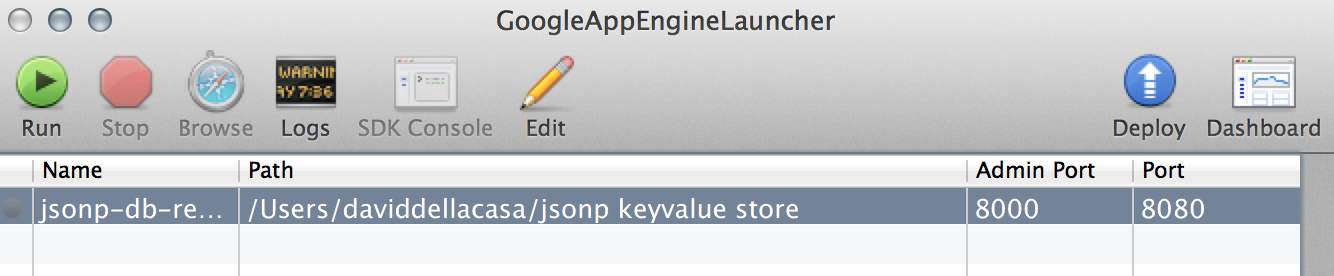 GoogleAppEngineLauncher
WARNIN
AY 7:36
Run Stop Browse Logs SDK Console Edit Deploy Dashboard
Name Path Admin Port Port
jsonp-db-re... /Users/daviddellacasa/jsonp keyvalue store 8000 8080